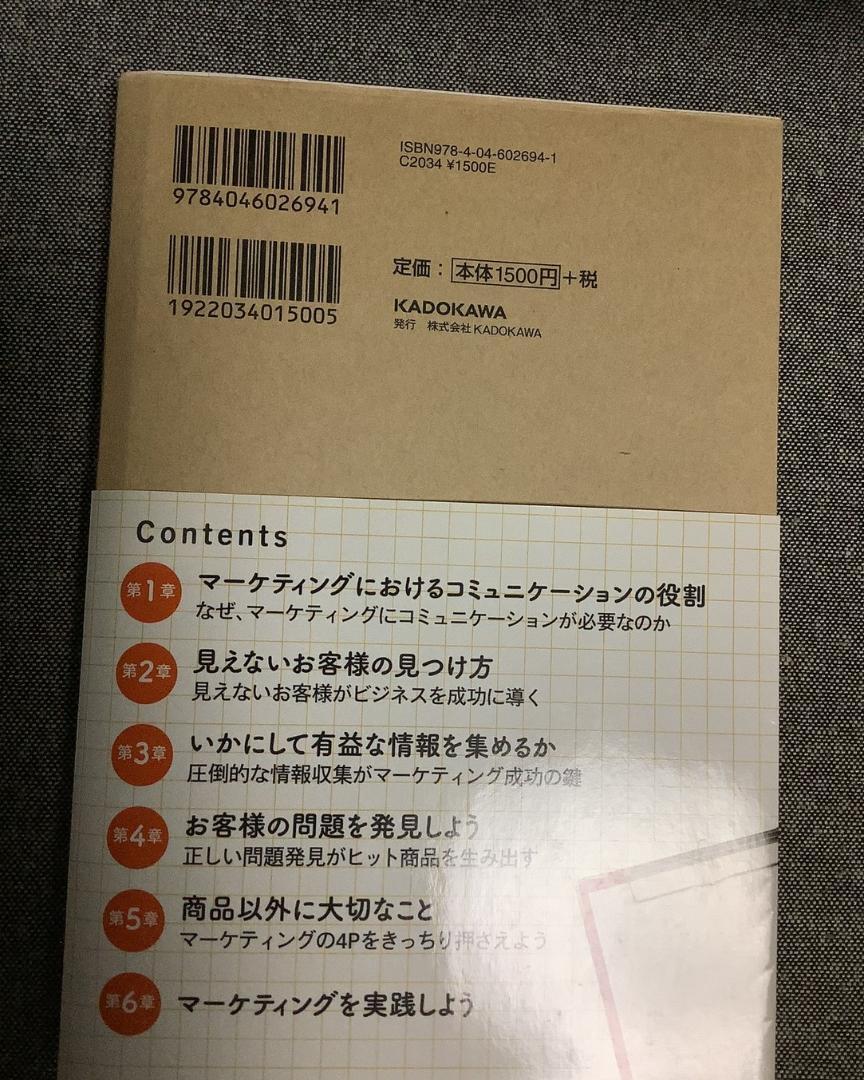 9784046026941
ISBN978-4-04-602694-1
C2034 ¥1500E
1922034015005
定価：本体1500円+税
KADOKAWA
発行　株式会社KADOKAWA
Contents
第1章 マーケティングにおけるコミュニケーションの役割
なぜ、マーケティングにコミュニケーションが必要なのか
第2章 見えないお客様の見つけ方
見えないお客様がビジネスを成功に導く
第3章 いかにして有益な情報を集めるか
圧倒的な情報収集がマーケティング成功の鍵
第4章 お客様の問題を発見しよう
正しい問題発見がヒット商品を生み出す
第5章 商品以外に大切なこと
マーケティングの4Pをきっちり押さえよう
第6章 マーケティングを実践しよう